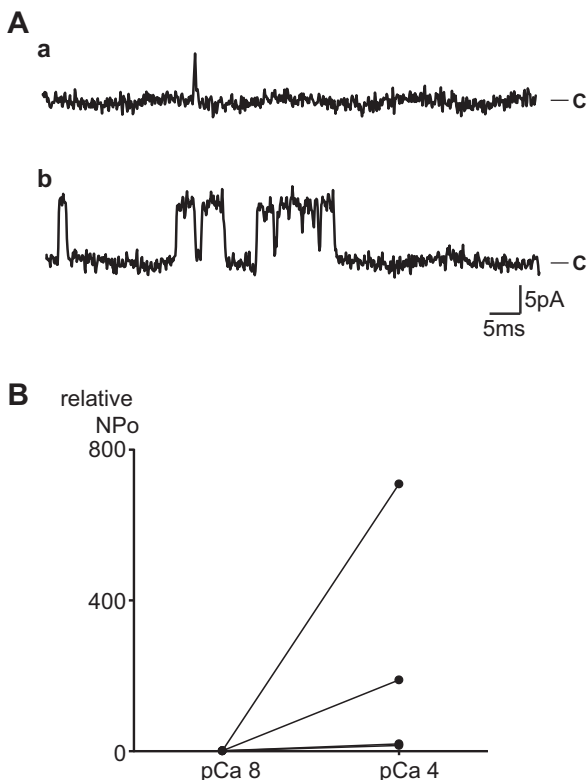 A
a
– C
b
– C
5pA
5ms
B
relative
NPo
800
400
0
pCa 8
pCa 4